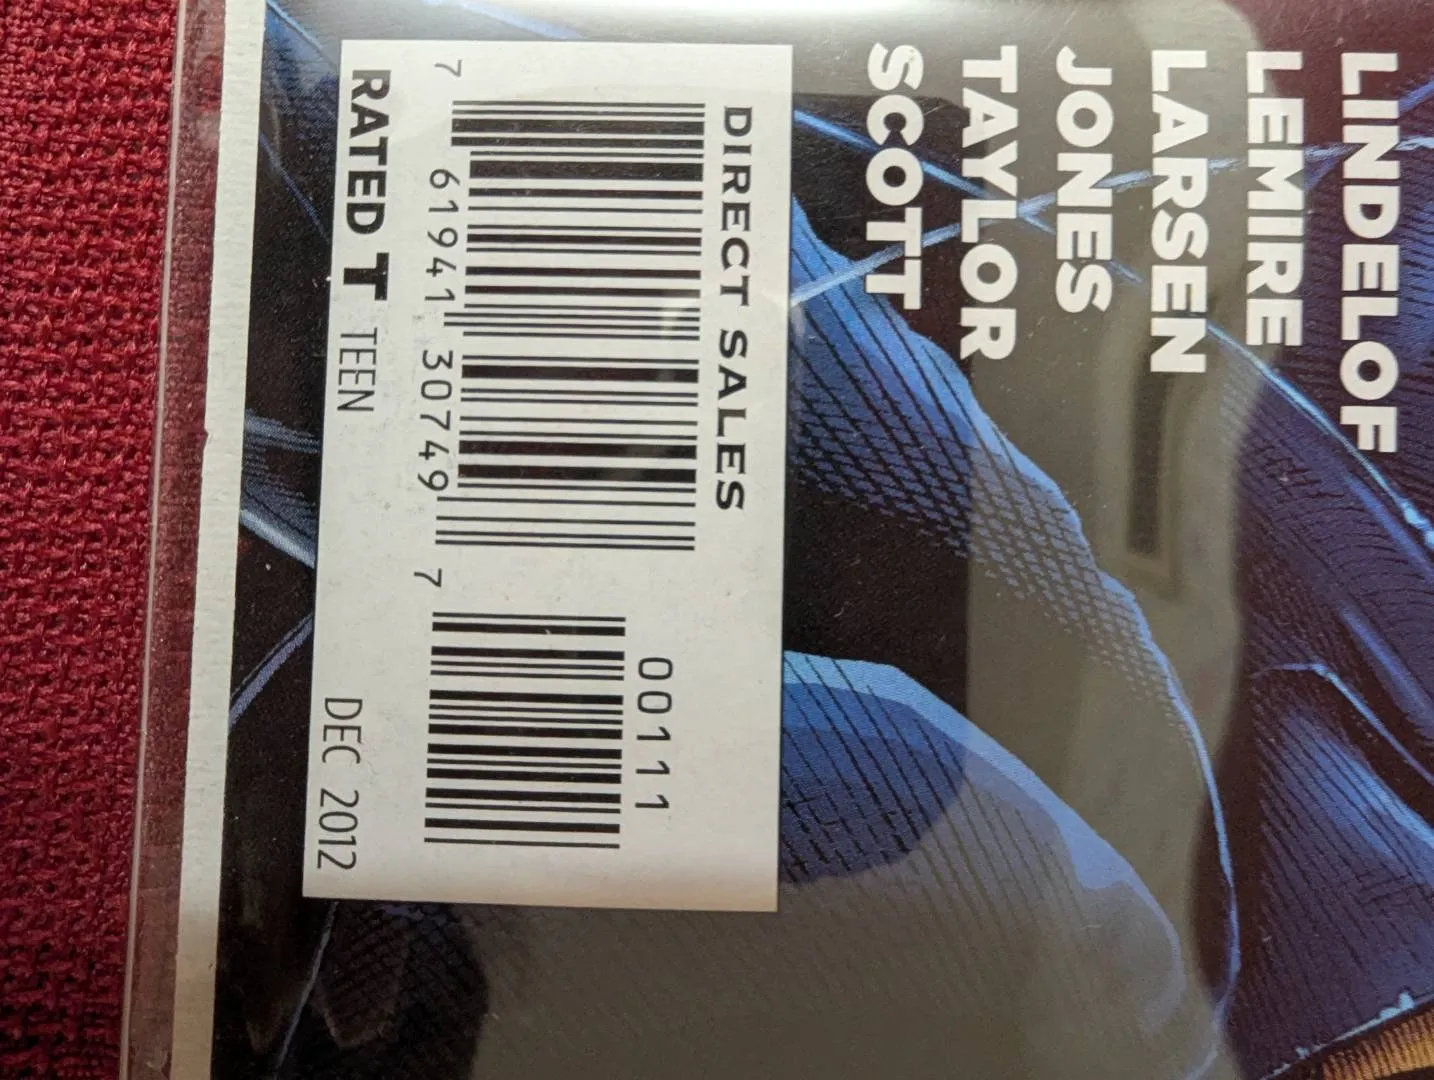 LINDELOF
LEMIRE
LARSEN
JONES
TAYLOR
SCOTT
DIRECT SALES
00111
7 61941 30749 7
RATED T TEEN DEC 2012